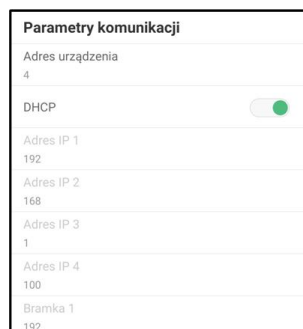 Parametry komunikacji
Adres urządzenia
4
DHCP
Adres IP 1
192
Adres IP 2
168
Adres IP 3
1
Adres IP 4
100
Bramka 1
192